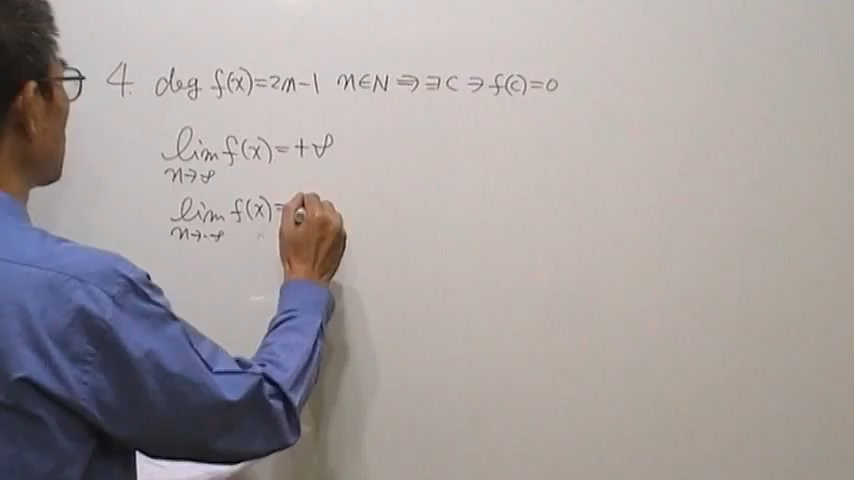 4. deg f(x)=2n-1 n∈N ⇒ ∃c ∋ f(c)=0
lim f(x)=+∞
n→∞
lim f(x)=
n→-∞